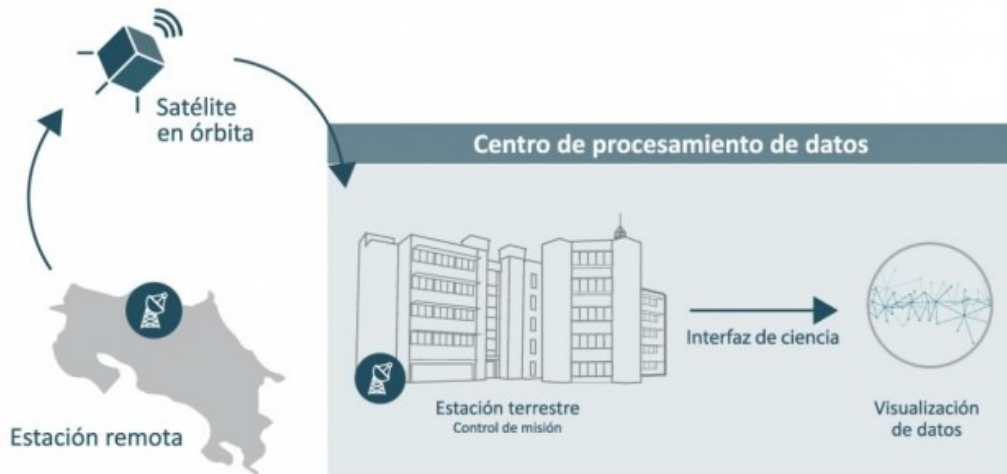 Satélite
en órbita
Centro de procesamiento de datos
Estación remota
Estación terrestre
Control de misión
Interfaz de ciencia
Visualización
de datos